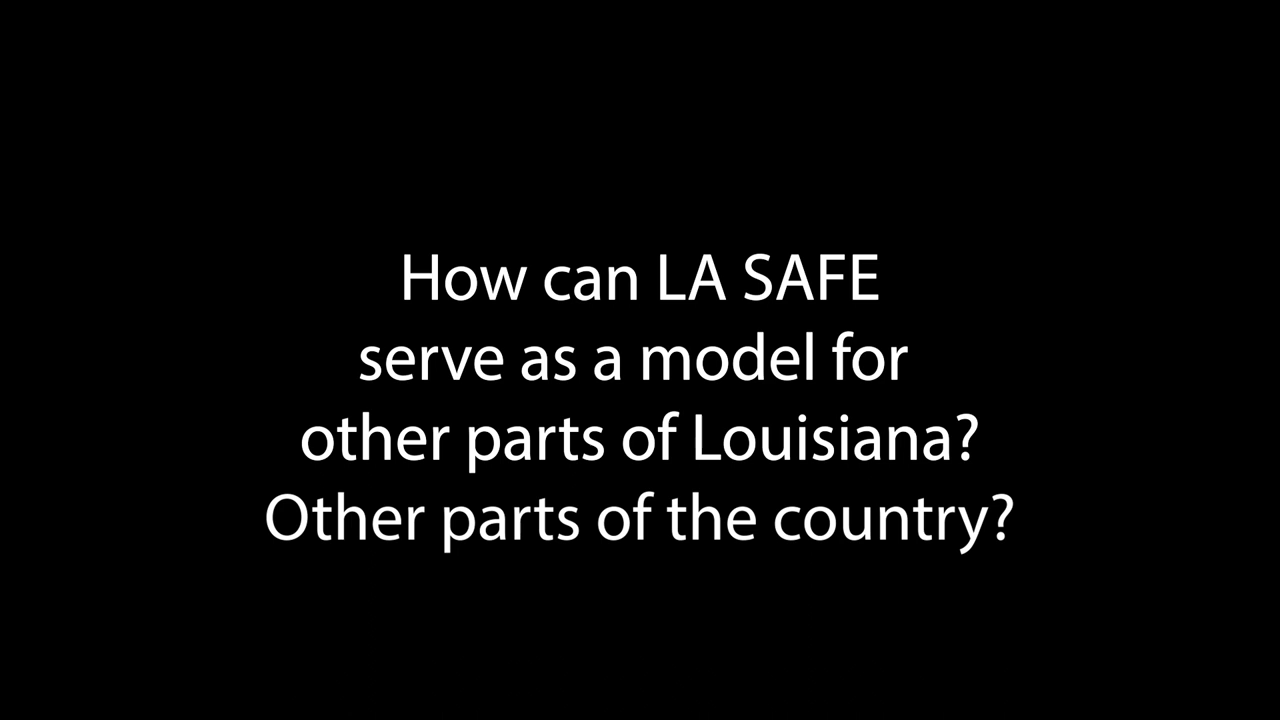 How can LA SAFE
serve as a model for
other parts of Louisiana?
Other parts of the country?